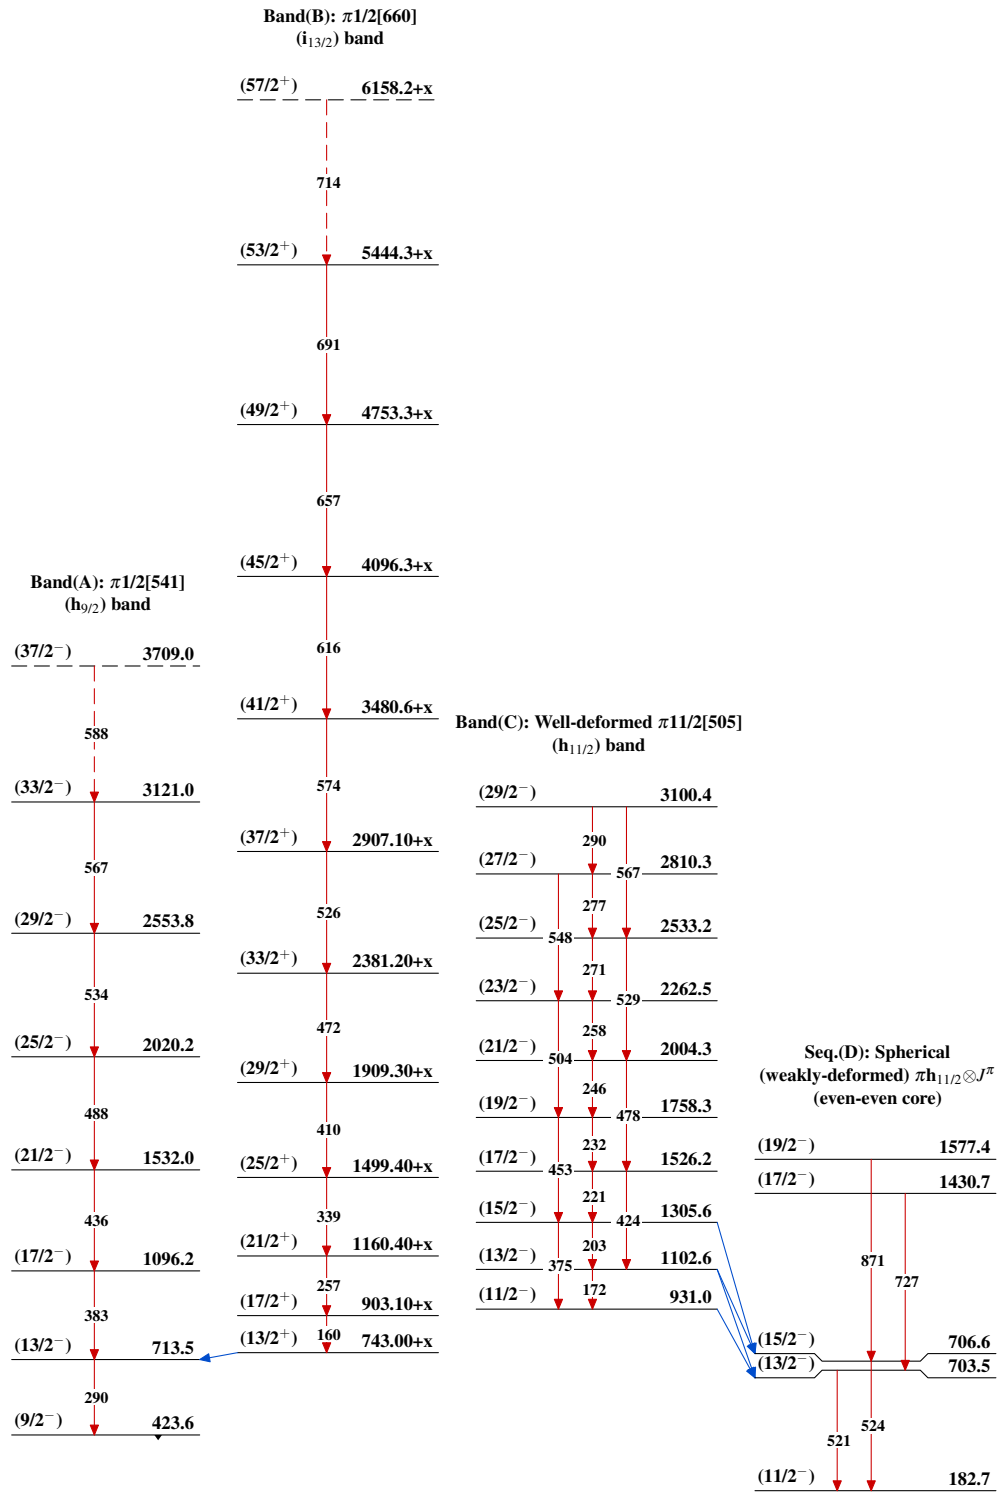 Band(B): π1/2[660]
(i13/2) band
(57/2+) 6158.2+x
714
(53/2+) 5444.3+x
691
(49/2+) 4753.3+x
657
(45/2+) 4096.3+x
616
(41/2+) 3480.6+x
574
(37/2+) 2907.10+x
526
(33/2+) 2381.20+x
472
(29/2+) 1909.30+x
410
(25/2+) 1499.40+x
339
(21/2+) 1160.40+x
257
(17/2+) 903.10+x
160
(13/2+) 743.00+x
Band(A): π1/2[541]
(h9/2) band
(37/2−) 3709.0
588
(33/2−) 3121.0
567
(29/2−) 2553.8
534
(25/2−) 2020.2
488
(21/2−) 1532.0
436
(17/2−) 1096.2
383
(13/2−) 713.5
290
(9/2−) 423.6
Band(C): Well-deformed π11/2[505]
(h11/2) band
(29/2−) 3100.4
290
567
(27/2−) 2810.3
277
548
(25/2−) 2533.2
271
529
(23/2−) 2262.5
258
504
(21/2−) 2004.3
246
478
(19/2−) 1758.3
232
453
(17/2−) 1526.2
221
424
(15/2−) 1305.6
203
375
(13/2−) 1102.6
172
(11/2−) 931.0
Seq.(D): Spherical
(weakly-deformed) πh11/2⊗Jπ
(even-even core)
(19/2−) 1577.4
(17/2−) 1430.7
871
727
(15/2−) 706.6
(13/2−) 703.5
524
521
(11/2−) 182.7